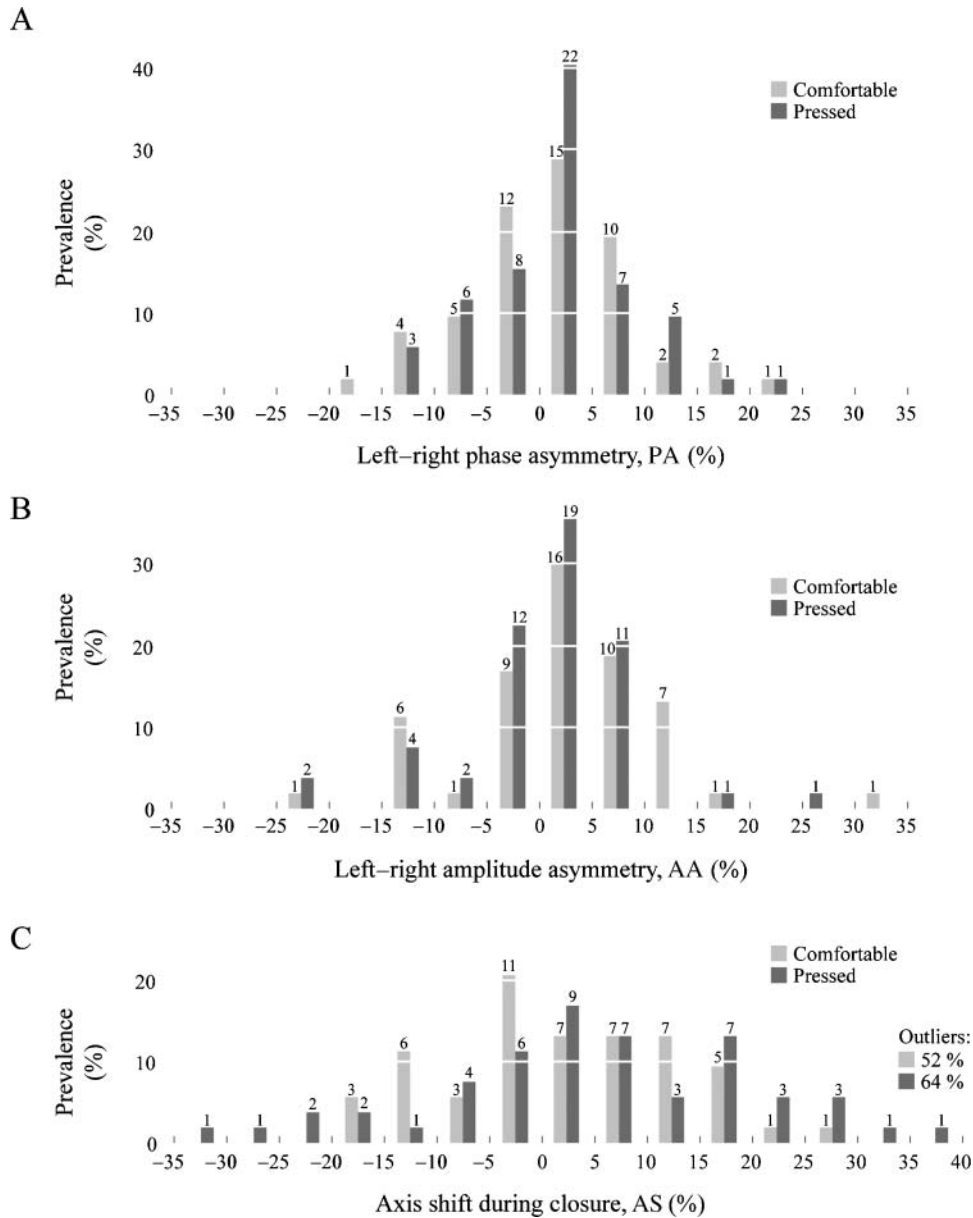 A
40
30
20
10
0
Prevalence
(%)
Comfortable
Pressed
1
4 3
5 6
12 8
15 22
10 7
2 5
2 1
1 1
−35 −30 −25 −20 −15 −10 −5 0 5 10 15 20 25 30 35
Left–right phase asymmetry, PA (%)
B
30
20
10
0
Prevalence
(%)
Comfortable
Pressed
1 2
6 4
1 2
9 12
16 19
10 11
7
1 1
1
1
−35 −30 −25 −20 −15 −10 −5 0 5 10 15 20 25 30 35
Left–right amplitude asymmetry, AA (%)
C
20
10
0
Prevalence
(%)
Comfortable
Pressed
Outliers:
52 %
64 %
1
1
2
3 2
6 1
3 4
11 6
7 9
7 7
7 3
5 7
1 3
1 3
1
1
−35 −30 −25 −20 −15 −10 −5 0 5 10 15 20 25 30 35 40
Axis shift during closure, AS (%)